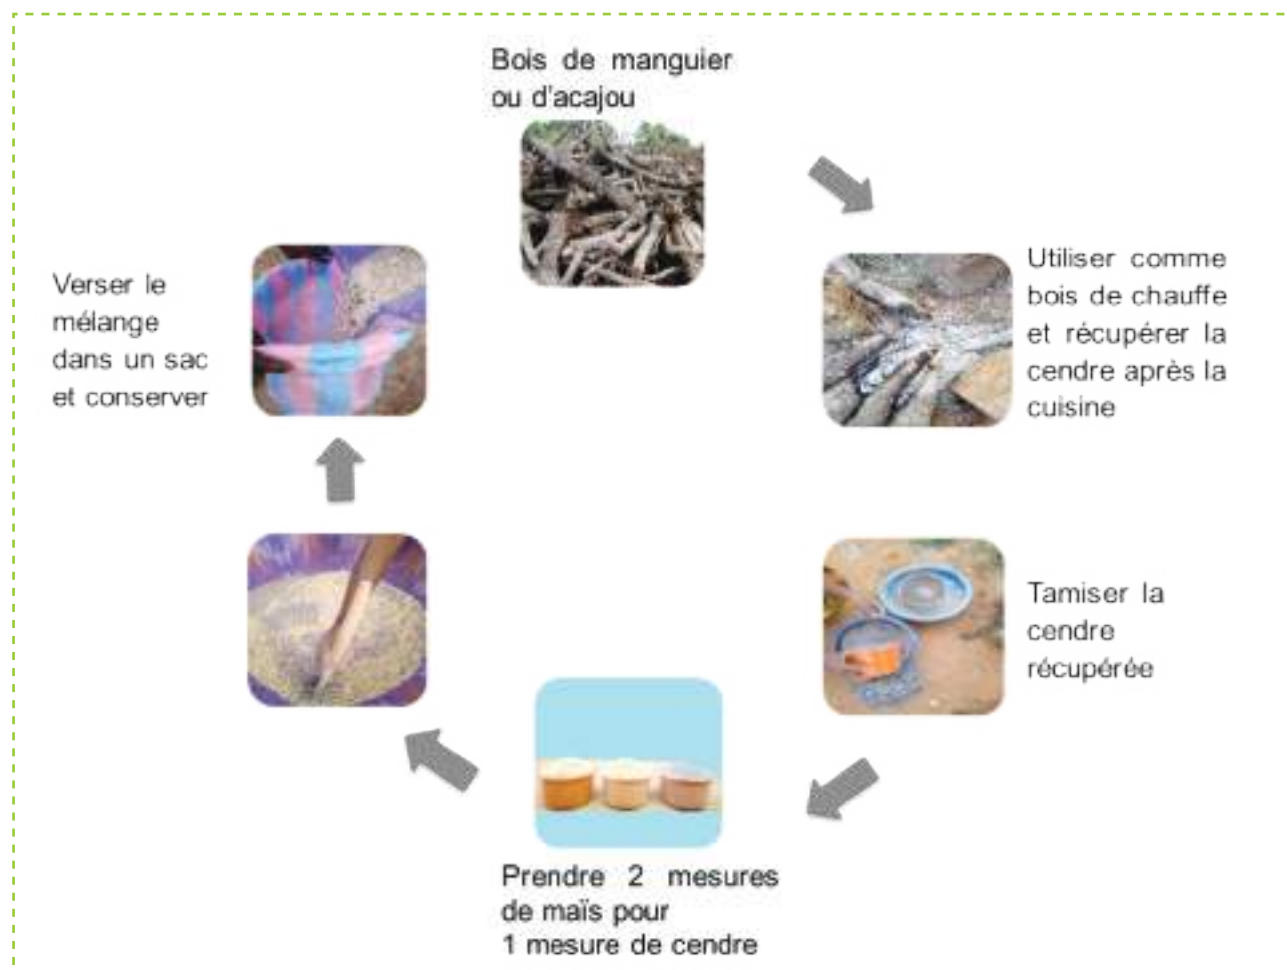 Bois de manguier
ou d'acajou
Utiliser comme
bois de chauffe
et récupérer la
cendre après la
cuisine
Tamiser la
cendre
récupérée
Prendre 2 mesures
de maïs pour
1 mesure de cendre
Verser le
mélange
dans un sac
et conserver